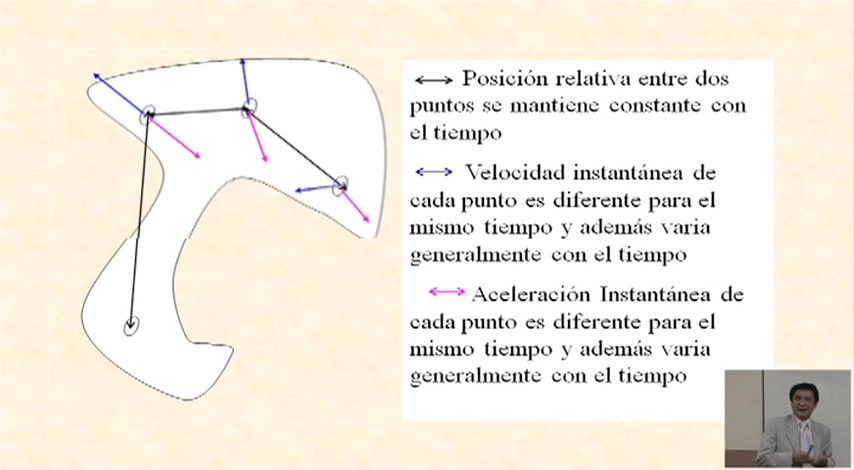 Posición relativa entre dos
puntos se mantiene constante con
el tiempo
Velocidad instantánea de
cada punto es diferente para el
mismo tiempo y además varia
generalmente con el tiempo
Aceleración Instantánea de
cada punto es diferente para el
mismo tiempo y además varia
generalmente con el tiempo